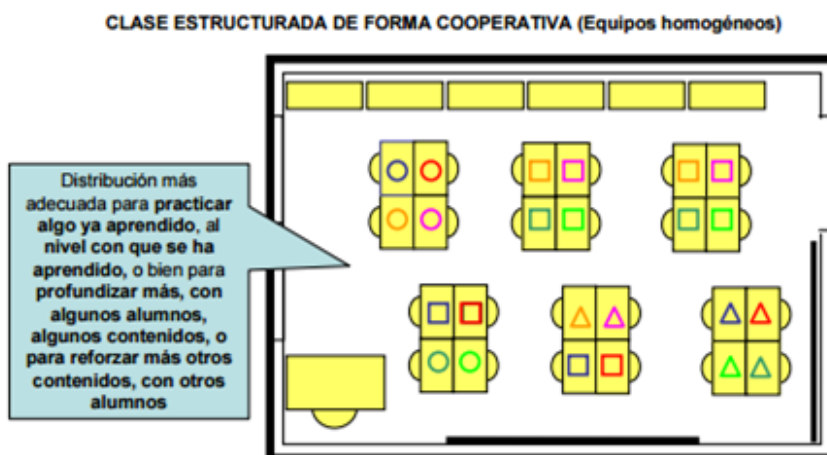 CLASE ESTRUCTURADA DE FORMA COOPERATIVA (Equipos homogéneos)
Distribución más
adecuada para practicar
algo ya aprendido, al
nivel con que se ha
aprendido, o bien para
profundizar más, con
algunos alumnos,
algunos contenidos, o
para reforzar más otros
contenidos, con otros
alumnos